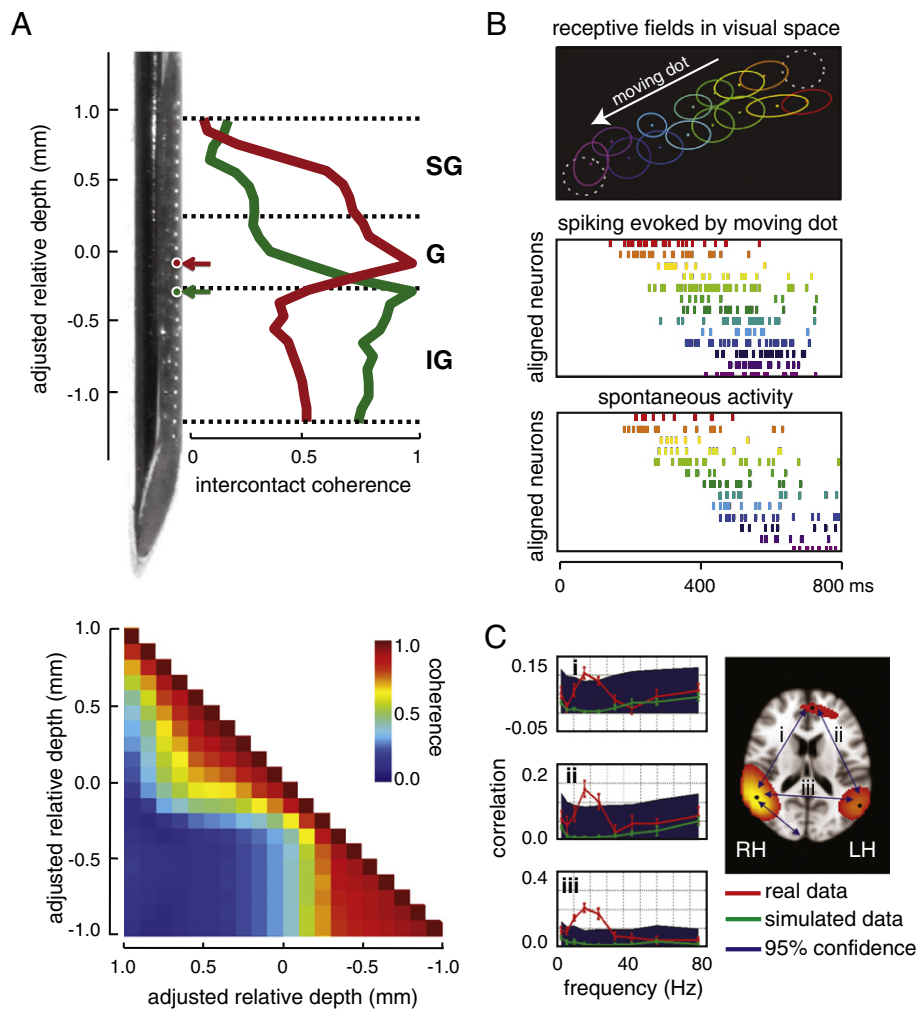 A
adjusted relative depth (mm)
1.0
0.5
0.0
-0.5
-1.0
SG
G
IG
0
0.5
1
intercontact coherence
adjusted relative depth (mm)
1.0
0.5
0.0
-0.5
-1.0
1.0
0.5
0.0
coherence
1.0
0.5
0
-0.5
-1.0
adjusted relative depth (mm)
B
receptive fields in visual space
moving dot
spiking evoked by moving dot
aligned neurons
spontaneous activity
aligned neurons
0
400
800 ms
C
0.15
-0.05
i
0.2
0.0
ii
0.4
0.0
iii
correlation
0
40
80
frequency (Hz)
i
ii
iii
RH
LH
real data
simulated data
95% confidence